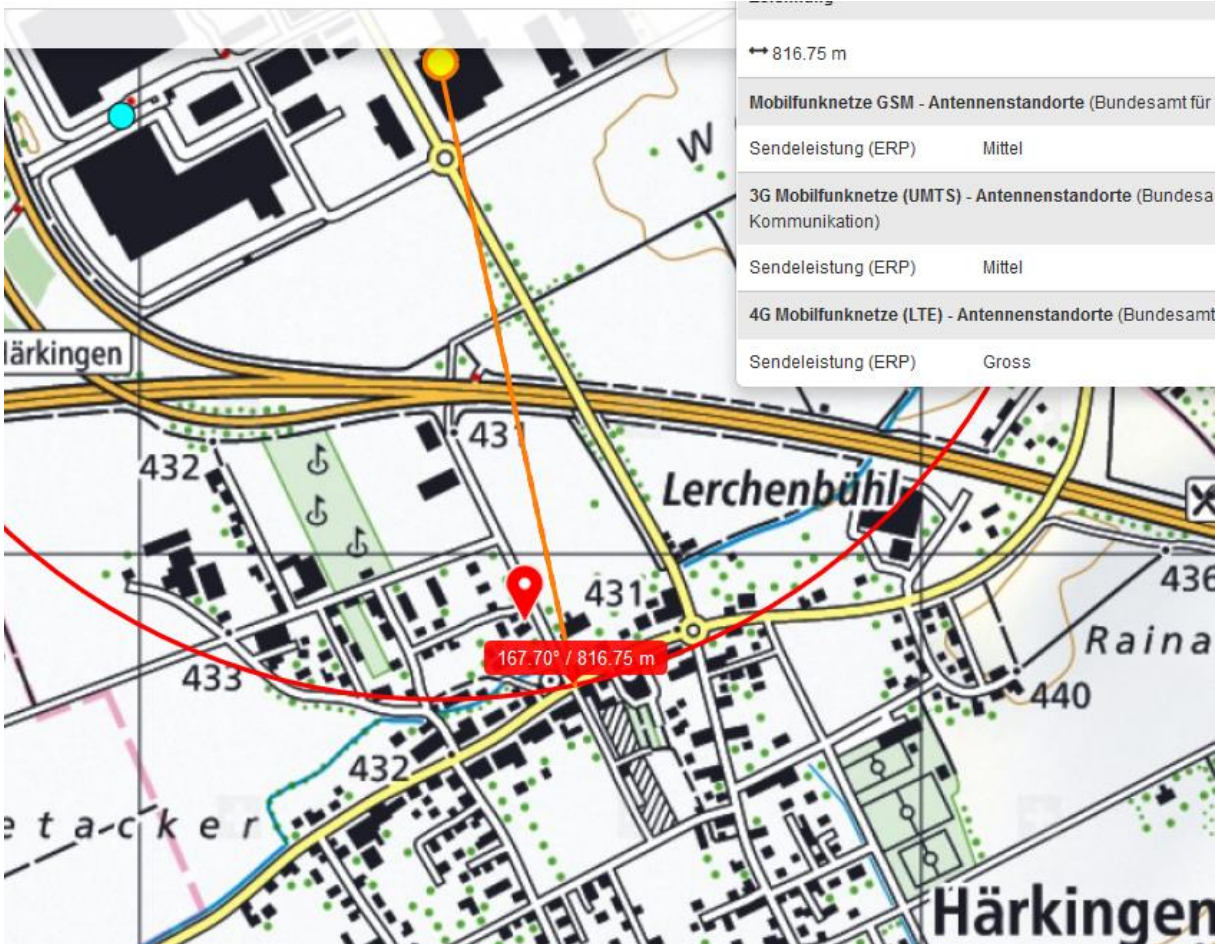 ↔ 816.75 m
Mobilfunknetze GSM - Antennenstandorte (Bundesamt für
Sendeleistung (ERP) Mittel
3G Mobilfunknetze (UMTS) - Antennenstandorte (Bundesa
Kommunikation)
Sendeleistung (ERP) Mittel
4G Mobilfunknetze (LTE) - Antennenstandorte (Bundesamt
Sendeleistung (ERP) Gross
W
ärkingen
431
432
Lerchenbühl
436
431
167.70° / 816.75 m
Raina
433
440
432
etacker
Härkingen